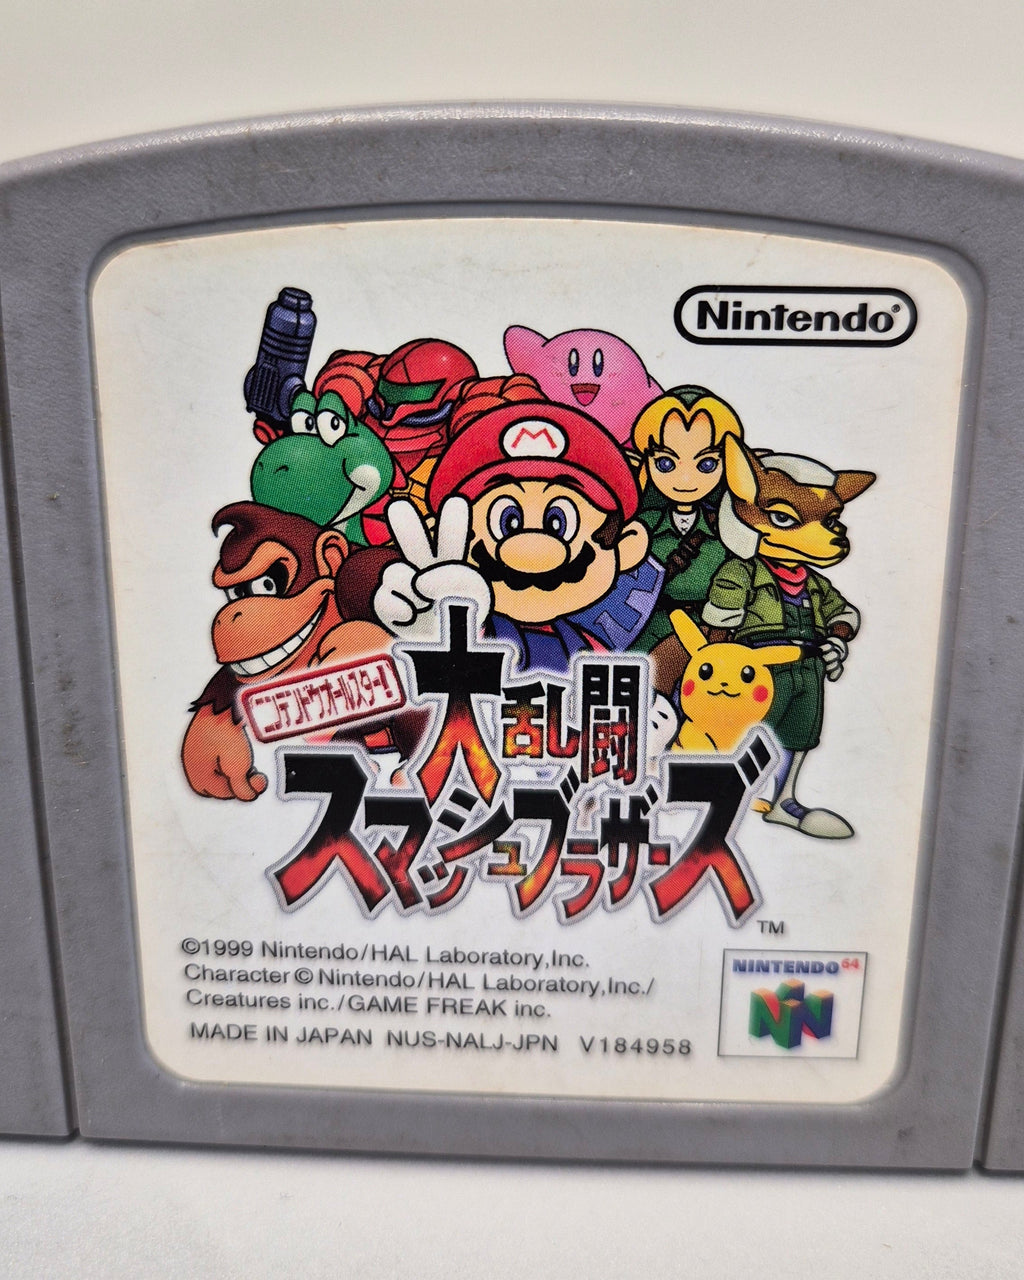 Nintendo®
M
ニンテンドウオールスター!
大乱闘
スマッシュブラザーズ
TM
©1999 Nintendo/HAL Laboratory,Inc.
Character © Nintendo/HAL Laboratory,Inc./
Creatures inc./GAME FREAK inc.
MADE IN JAPAN NUS-NALJ-JPN V184958
NINTENDO 64